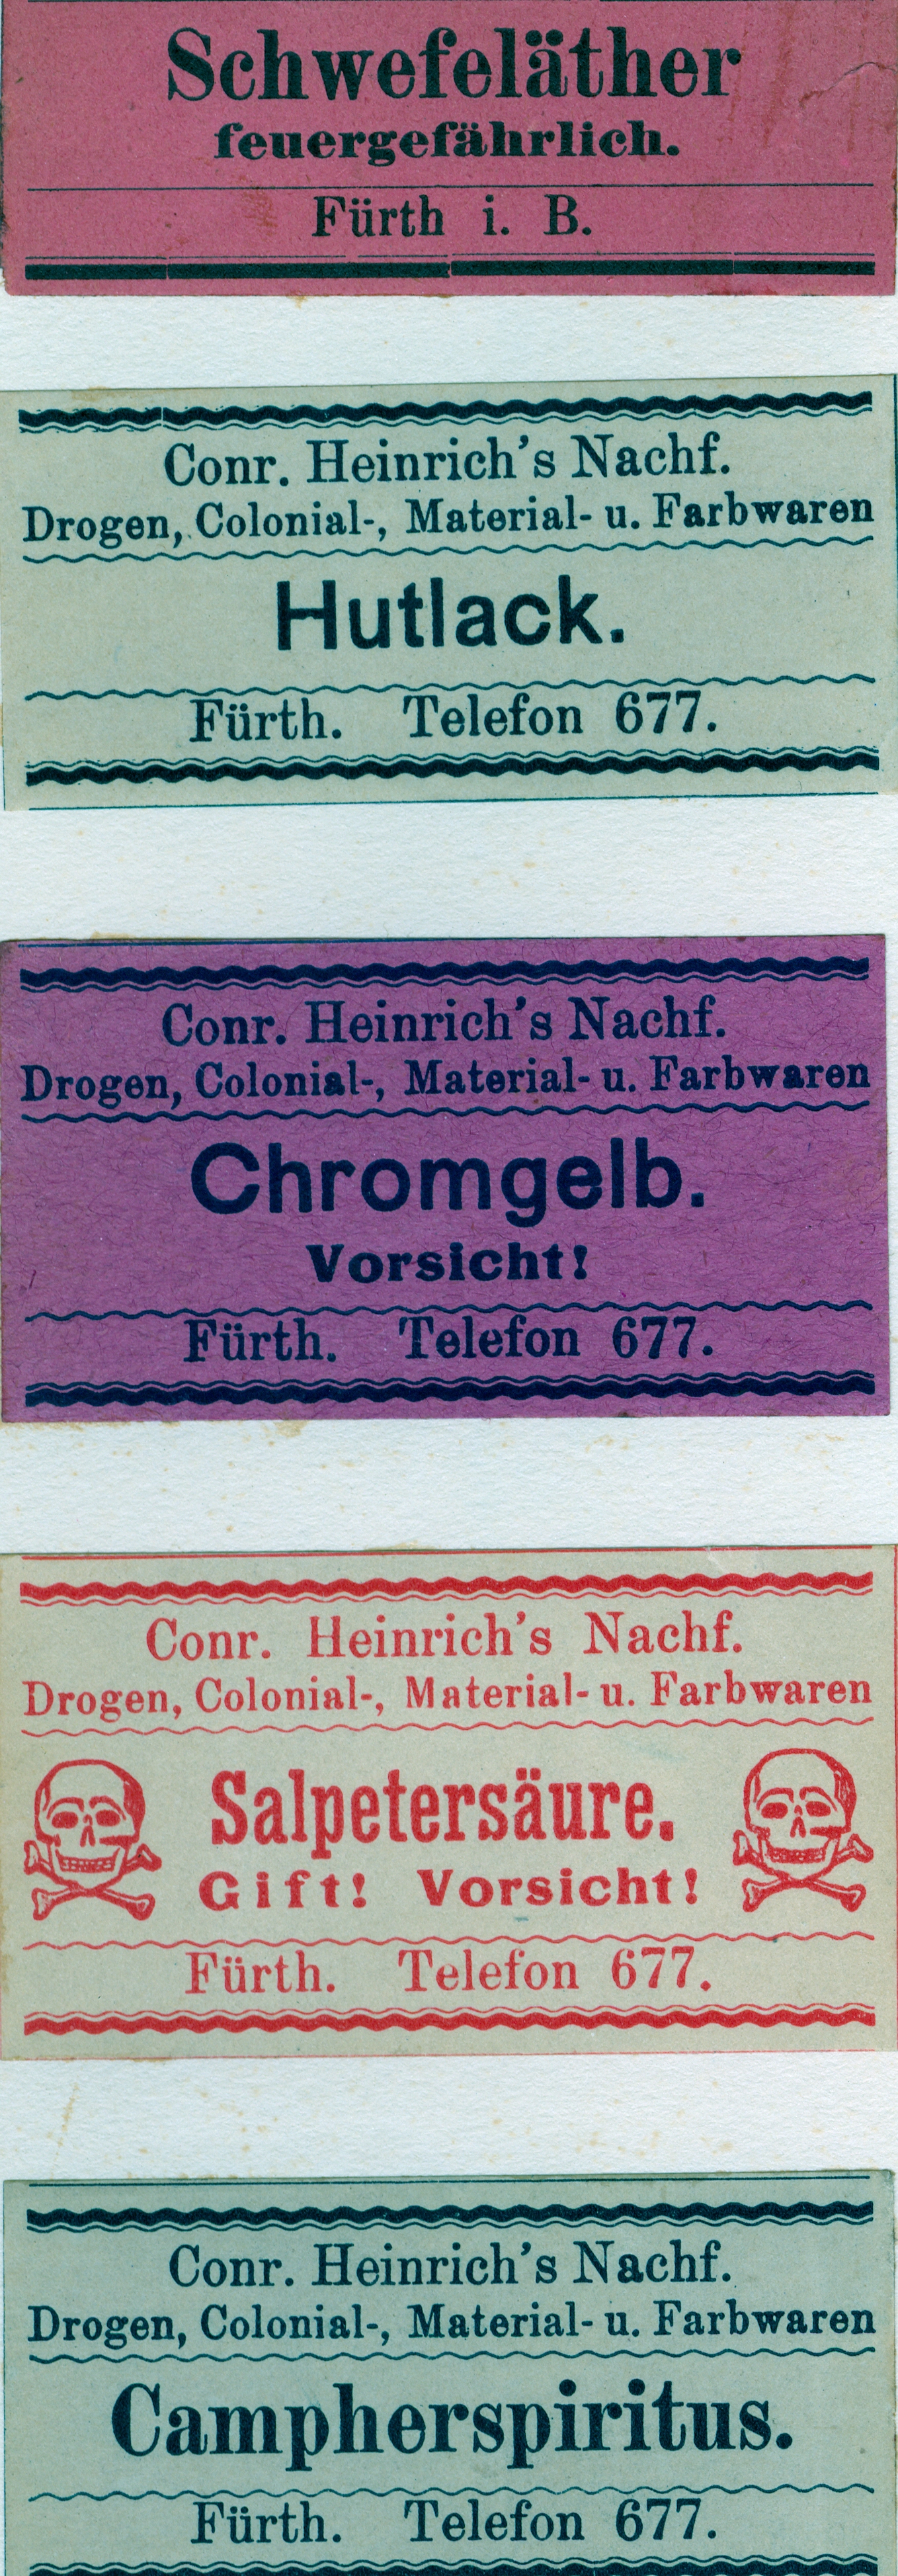 Schwefeläther
feuergefährlich.
Fürth i. B.
Conr. Heinrich's Nachf.
Drogen, Colonial-, Material- u. Farbwaren
Hutlack.
Fürth. Telefon 677.
Conr. Heinrich's Nachf.
Drogen, Colonial-, Material- u. Farbwaren
Chromgelb.
Vorsicht!
Fürth. Telefon 677.
Conr. Heinrich's Nachf.
Drogen, Colonial-, Material- u. Farbwaren
Salpetersäure.
Gift! Vorsicht!
Fürth. Telefon 677.
Conr. Heinrich's Nachf.
Drogen, Colonial-, Material- u. Farbwaren
Campherspiritus.
Fürth. Telefon 677.